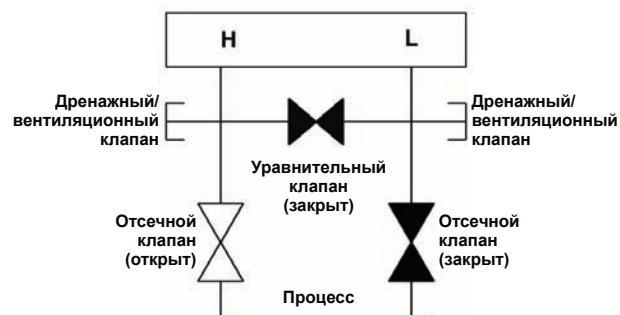 H
L
Дренажный/
вентиляционный
клапан
Дренажный/
вентиляционный
клапан
Уравнительный
клапан
(закрыт)
Отсечной
клапан
(открыт)
Отсечной
клапан
(закрыт)
Процесс